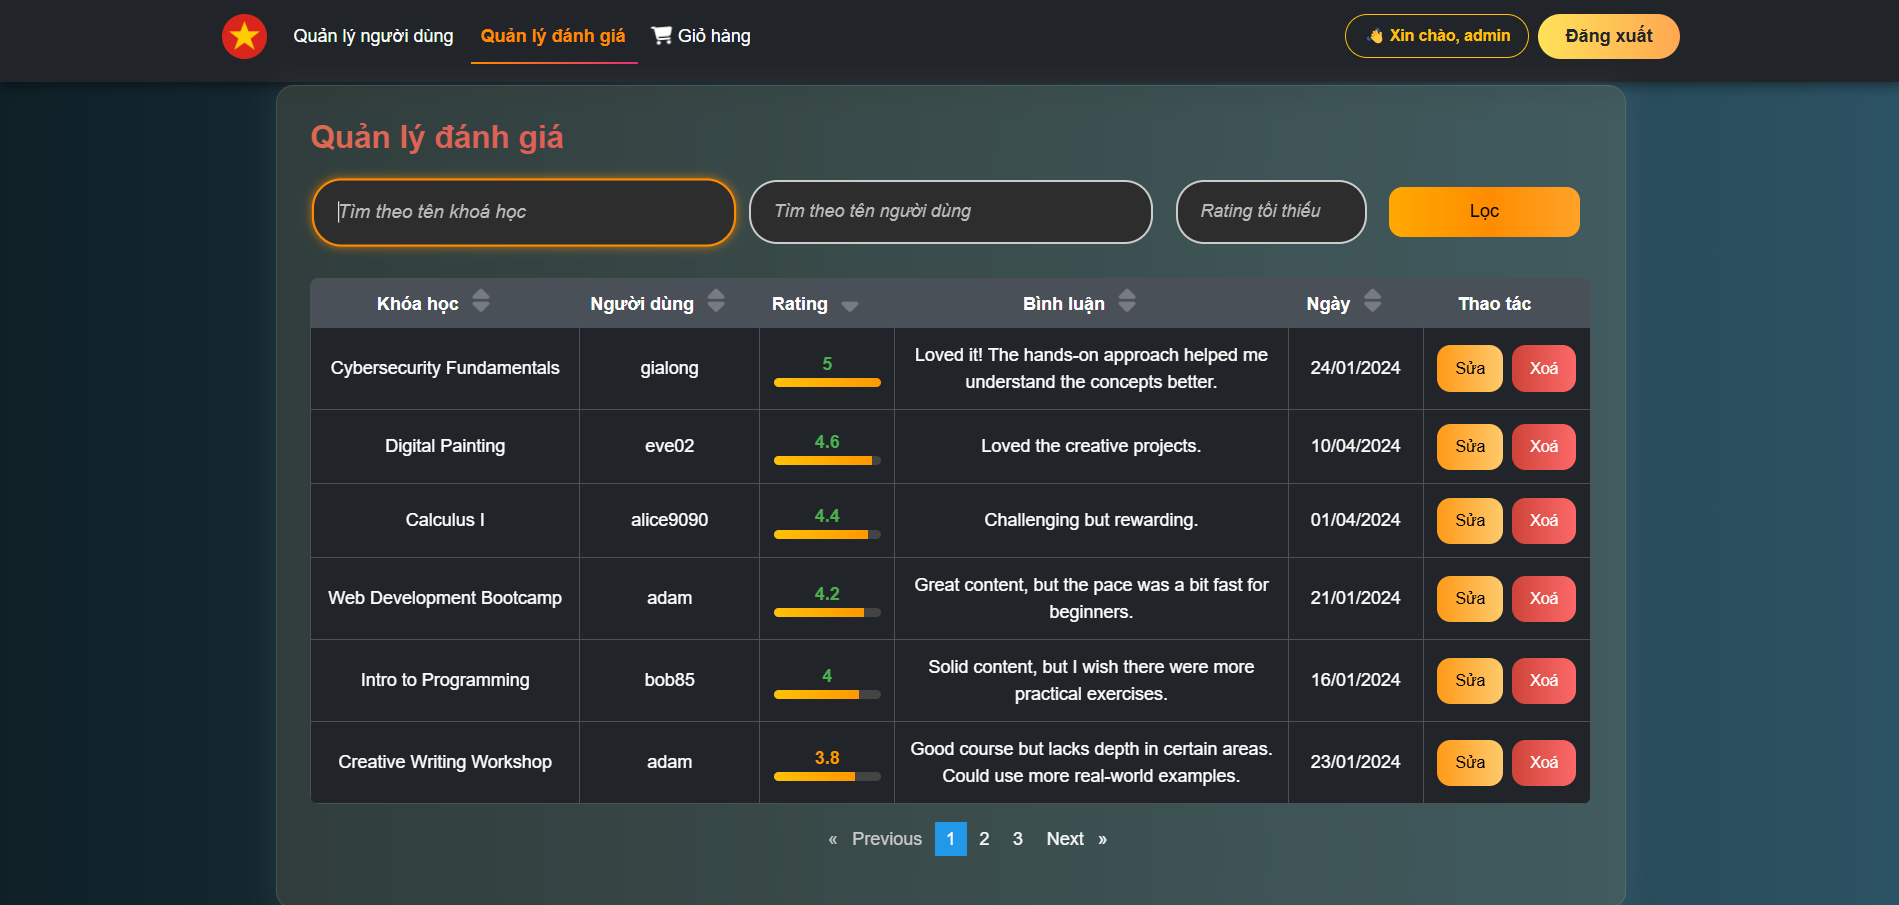 Quản lý người dùng Quản lý đánh giá Giỏ hàng Xin chào, admin Đăng xuất
Quản lý đánh giá
Tìm theo tên khoá học Tìm theo tên người dùng Rating tối thiểu Lọc
Khóa học Người dùng Rating Bình luận Ngày Thao tác
Cybersecurity Fundamentals gialong 5 Loved it! The hands-on approach helped me 24/01/2024 Sửa Xoá
understand the concepts better.
Digital Painting eve02 4.6 Loved the creative projects. 10/04/2024 Sửa Xoá
Calculus I alice9090 4.4 Challenging but rewarding. 01/04/2024 Sửa Xoá
Web Development Bootcamp adam 4.2 Great content, but the pace was a bit fast for 21/01/2024 Sửa Xoá
beginners.
Intro to Programming bob85 4 Solid content, but I wish there were more 16/01/2024 Sửa Xoá
practical exercises.
Creative Writing Workshop adam 3.8 Good course but lacks depth in certain areas. 23/01/2024 Sửa Xoá
Could use more real-world examples.
« Previous 1 2 3 Next »